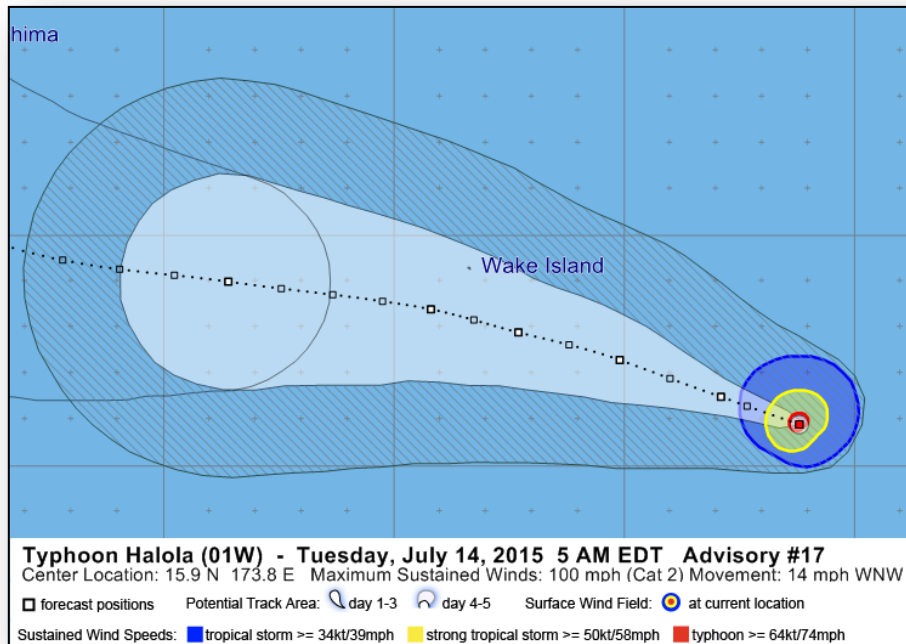 hima
Wake Island
Typhoon Halola (01W) - Tuesday, July 14, 2015 5 AM EDT Advisory #17
Center Location: 15.9 N 173.8 E Maximum Sustained Winds: 100 mph (Cat 2) Movement: 14 mph WNW
forecast positions Potential Track Area: day 1-3 day 4-5 Surface Wind Field: at current location
Sustained Wind Speeds: tropical storm >= 34kt/39mph strong tropical storm >= 50kt/58mph typhoon >= 64kt/74mph